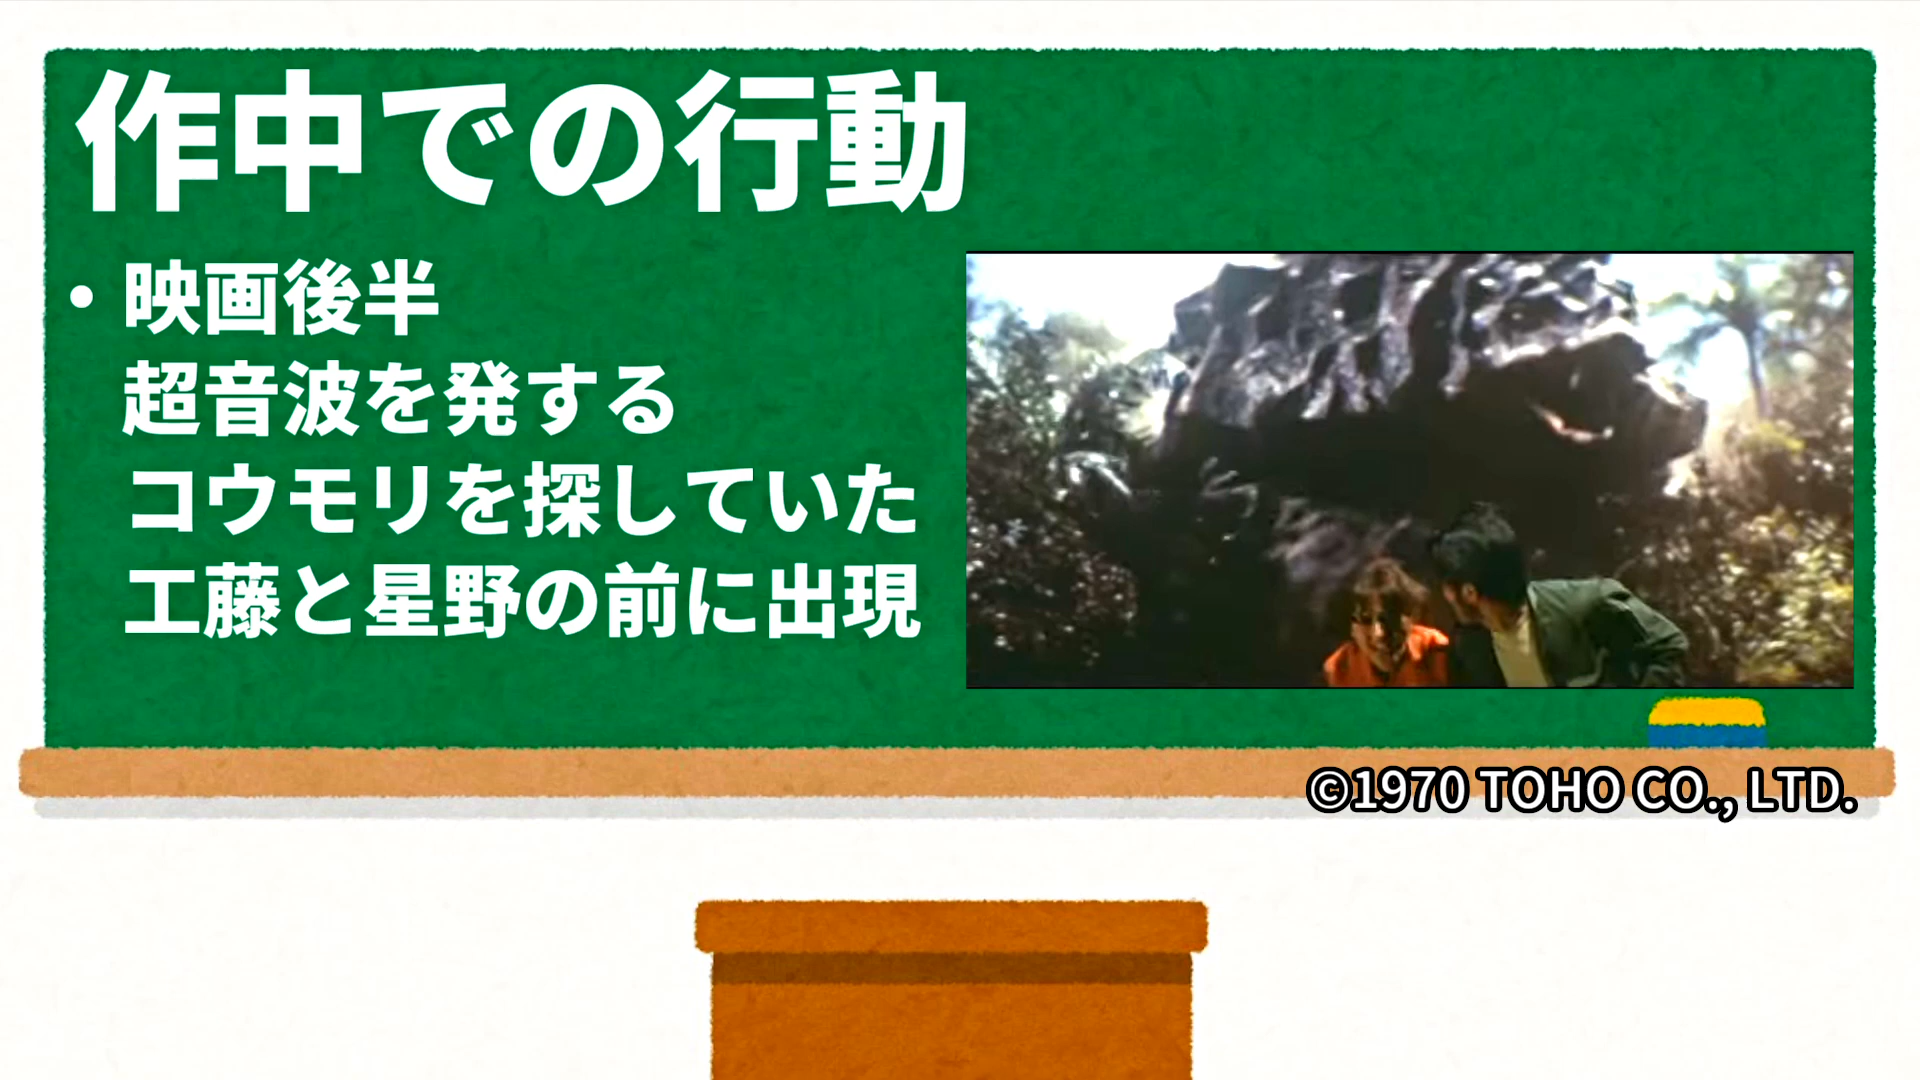 作中での行動
・映画後半
超音波を発する
コウモリを探していた
工藤と星野の前に出現
©1970 TOHO CO., LTD.